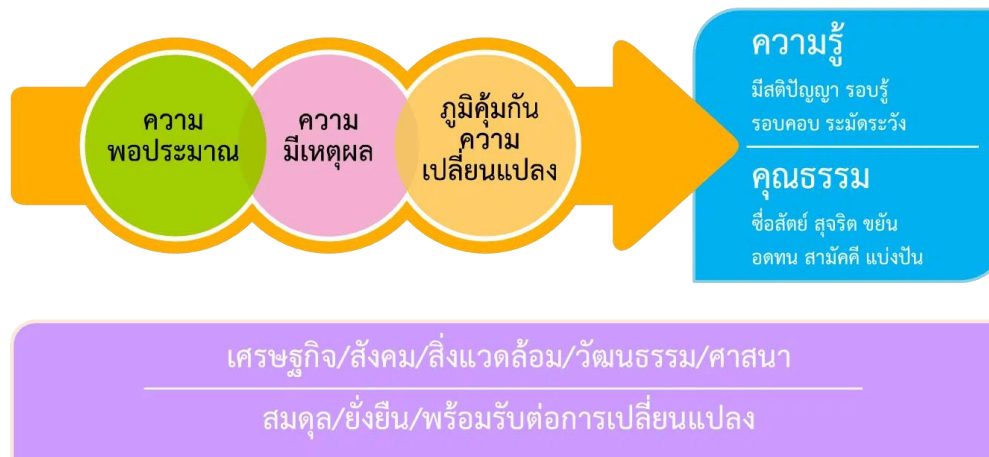 ความ
พอประมาณ
ความ
มีเหตุผล
ภูมิคุ้มกัน
ความ
เปลี่ยนแปลง
ความรู้
มีสติปัญญา รอบรู้
รอบคอบ ระมัดระวัง
คุณธรรม
ซื่อสัตย์ สุจริต ขยัน
อดทน สามัคคี แบ่งปัน
เศรษฐกิจ/สังคม/สิ่งแวดล้อม/วัฒนธรรม/ศาสนา
สมดุล/ยั่งยืน/พร้อมรับต่อการเปลี่ยนแปลง